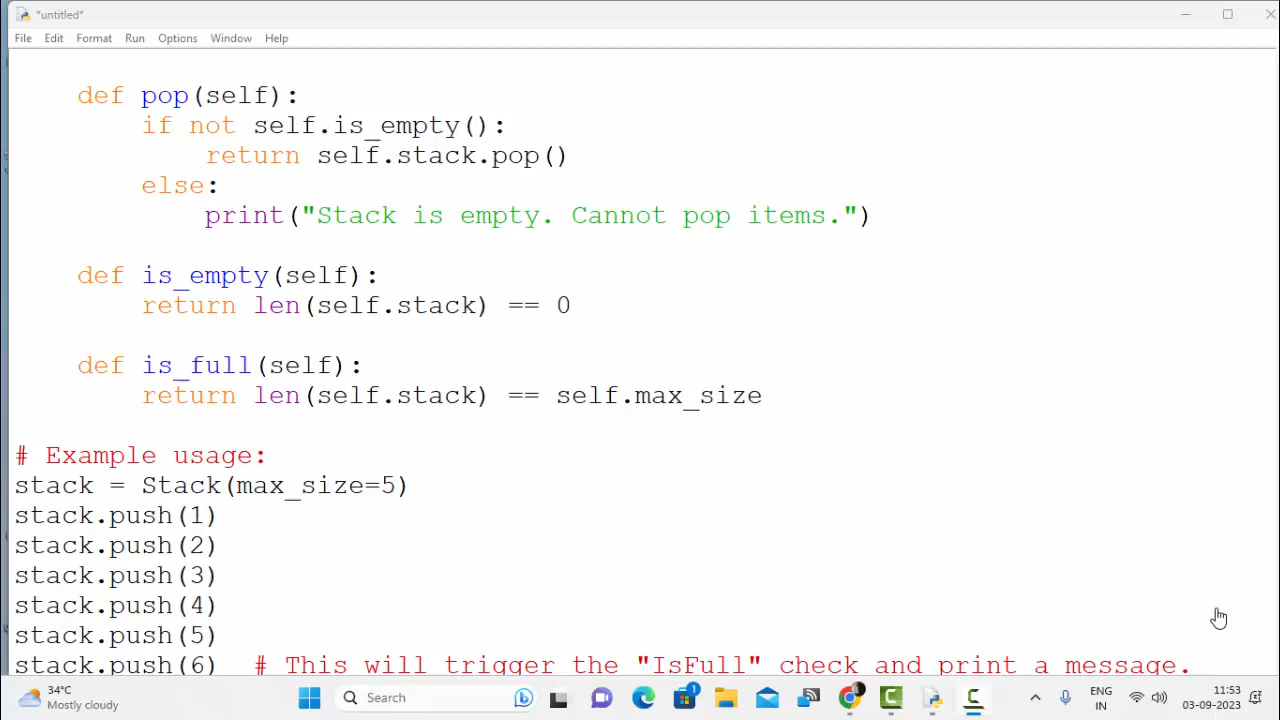 *untitled*
File Edit Format Run Options Window Help
    def pop(self):
        if not self.is_empty():
            return self.stack.pop()
        else:
            print("Stack is empty. Cannot pop items.")
    def is_empty(self):
        return len(self.stack) == 0
    def is_full(self):
        return len(self.stack) == self.max_size
# Example usage:
stack = Stack(max_size=5)
stack.push(1)
stack.push(2)
stack.push(3)
stack.push(4)
stack.push(5)
stack.push(6)  # This will trigger the "IsFull" check and print a message.
34°C
Mostly cloudy
Search
1
ENG
IN
11:53
03-09-2023